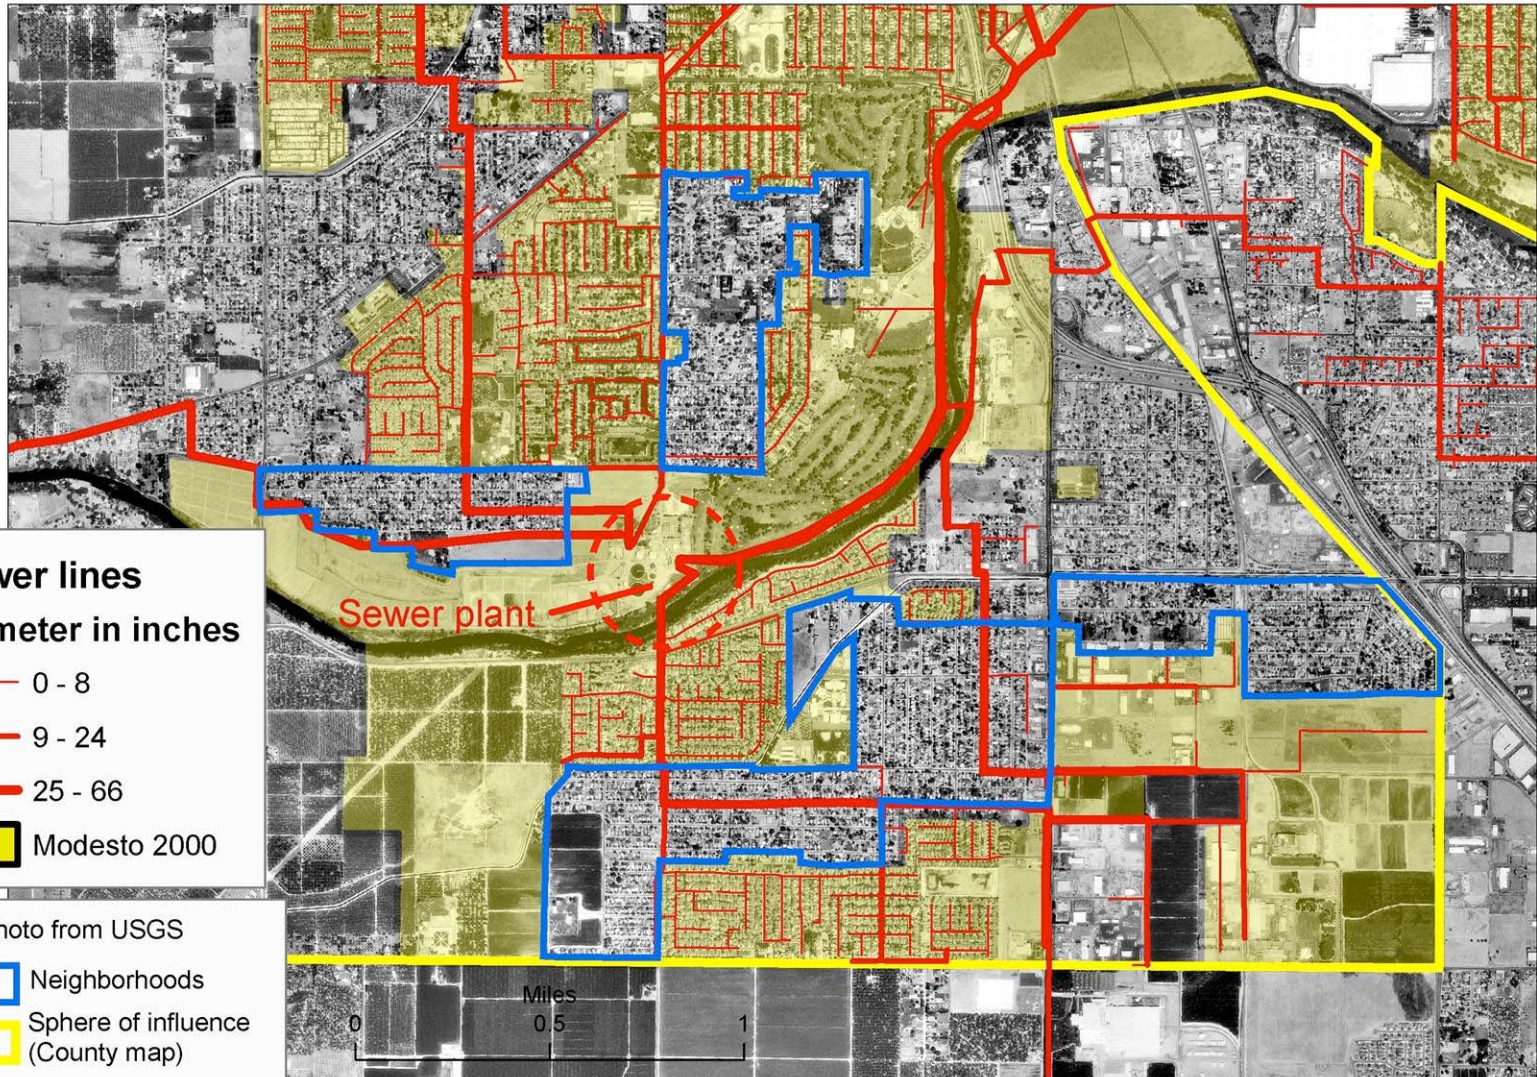 wer lines
meter in inches
0 - 8
9 - 24
25 - 66
Modesto 2000
hoto from USGS
Neighborhoods
Sphere of influence
(County map)
Sewer plant
Miles
0 0.5 1